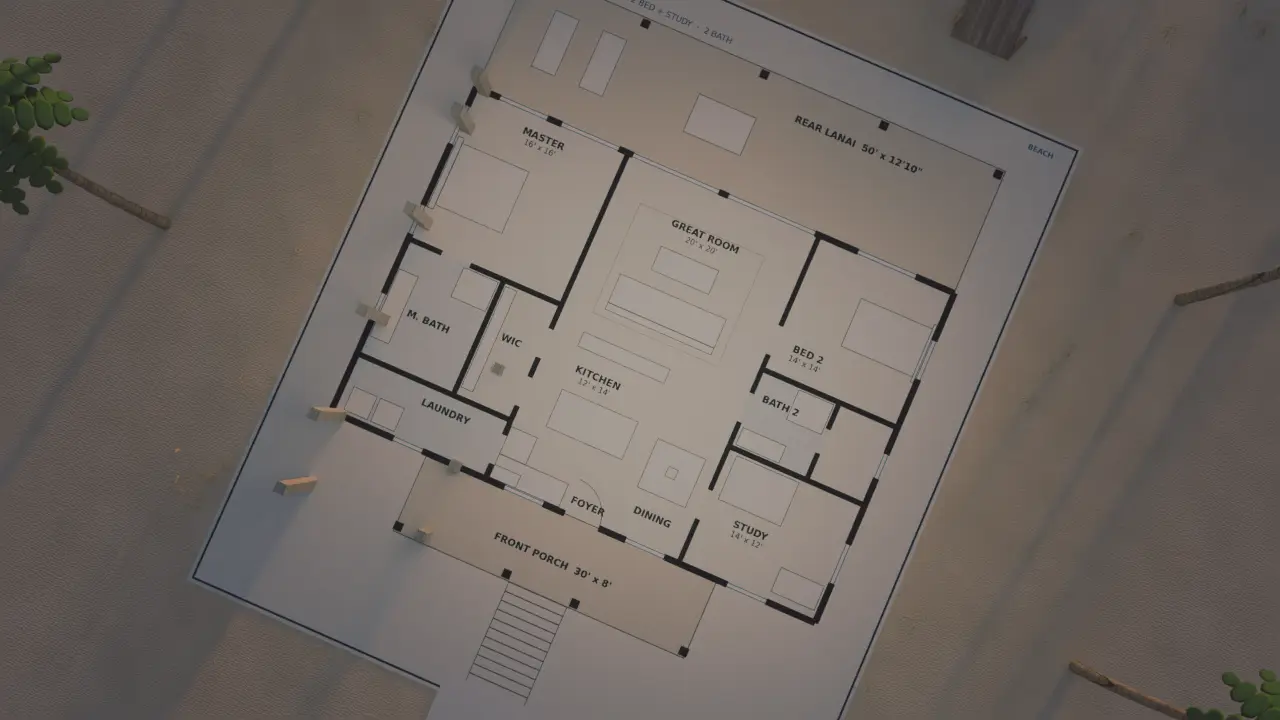 2 BED + STUDY · 2 BATH
BEACH
REAR LANAI 50' x 12'10"
MASTER
16' x 16'
GREAT ROOM
20' x 20'
M. BATH
WIC
KITCHEN
12' x 14'
BED 2
14' x 14'
BATH 2
LAUNDRY
FOYER
DINING
STUDY
14' x 12'
FRONT PORCH 30' x 8'